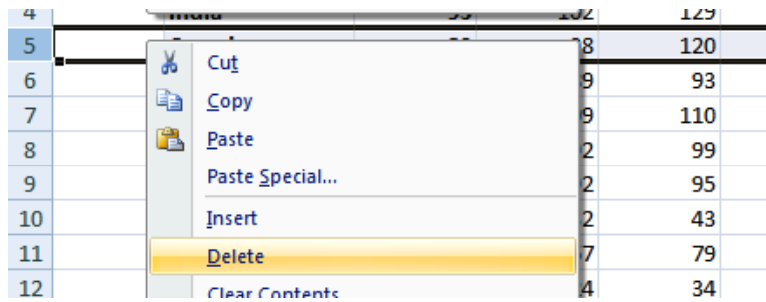 4 India 102 129
5 8 120
Cut
6 9 93
Copy
7 9 110
Paste
8 2 99
Paste Special...
9 2 95
Insert
10 2 43
Delete
11 7 79
Clear Contents
12 4 34